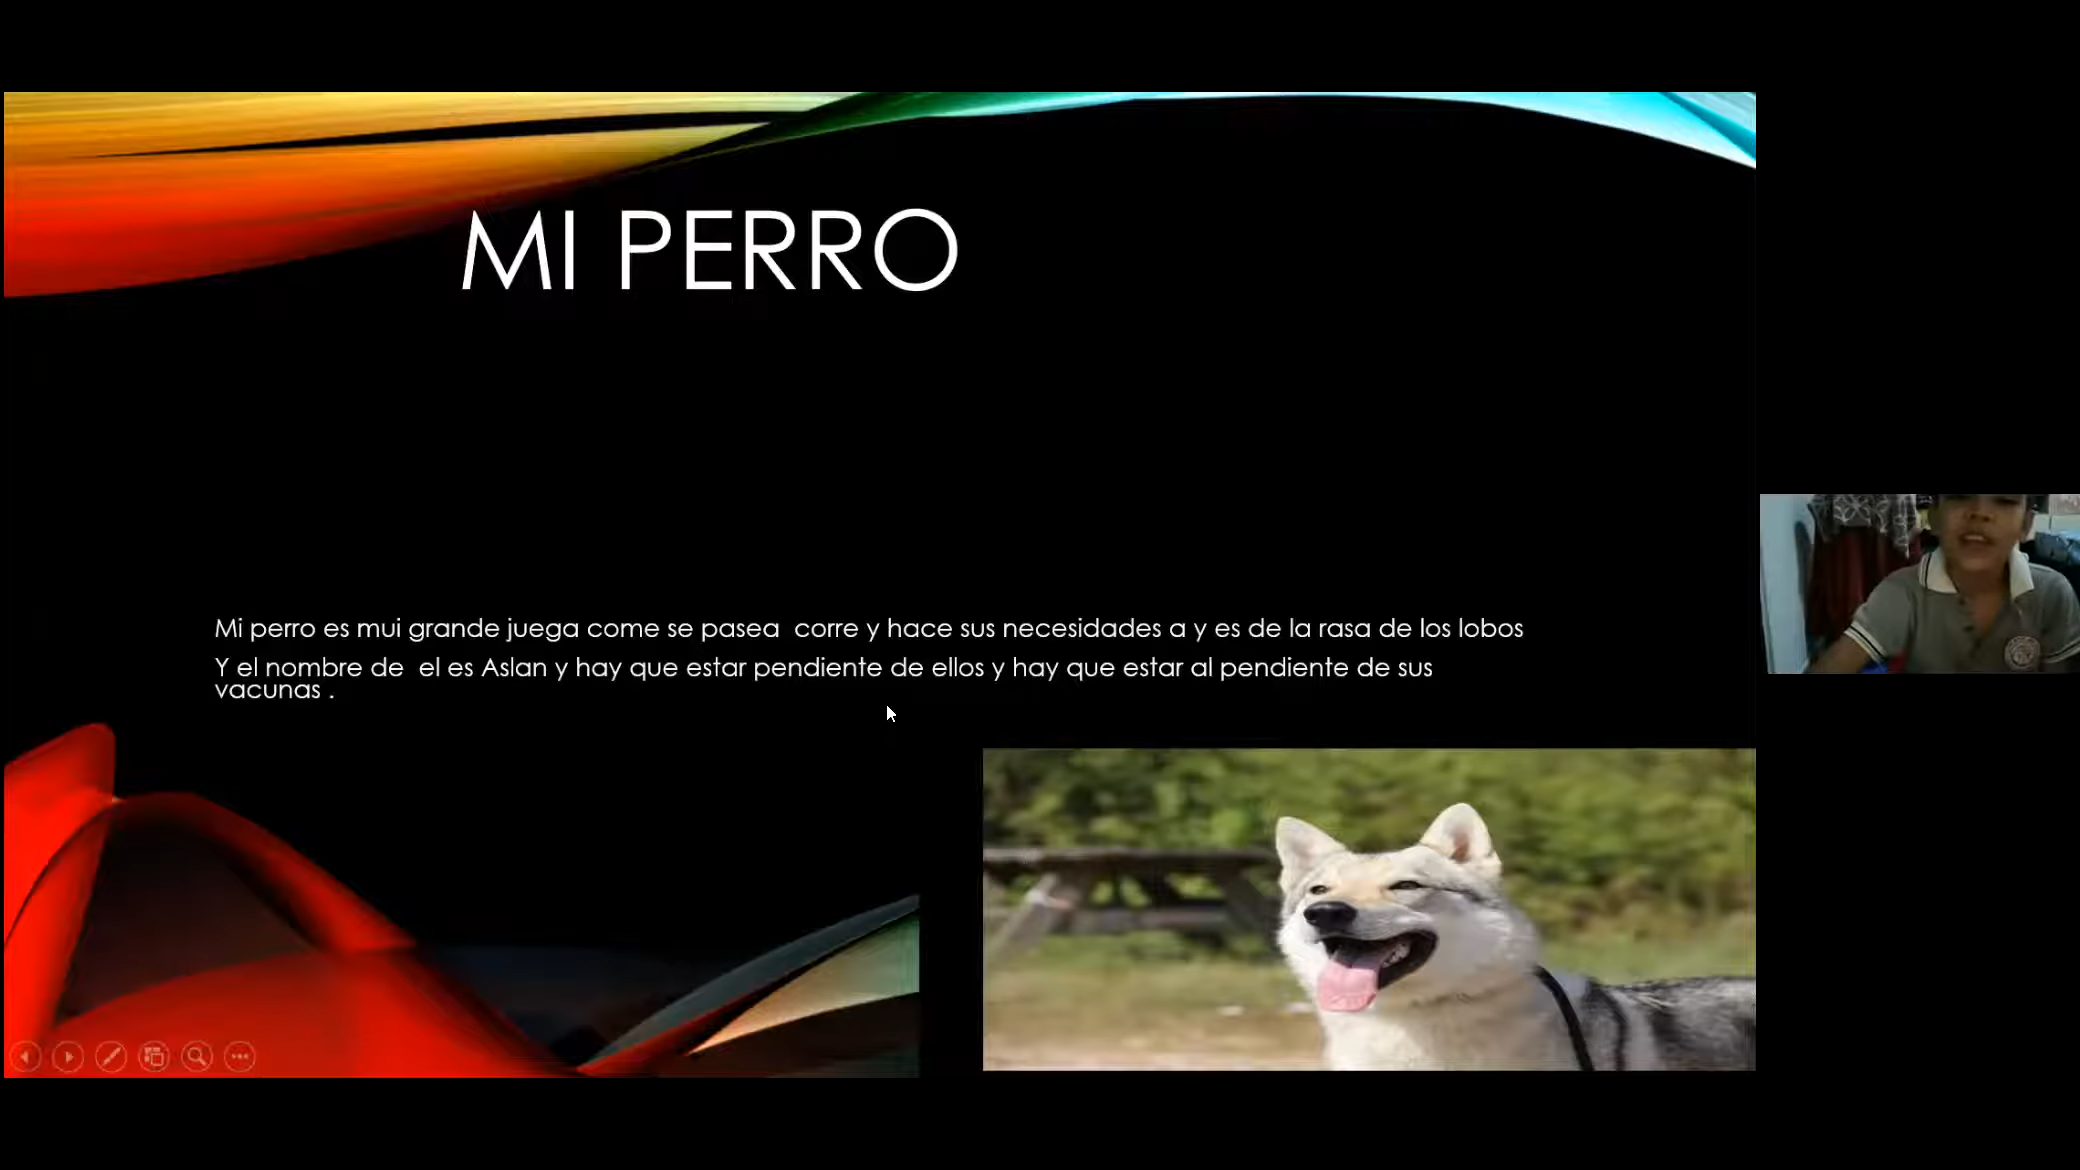 MI PERRO
Mi perro es mui grande juega come se pasea  corre y hace sus necesidades a y es de la rasa de los lobos
Y el nombre de  el es Aslan y hay que estar pendiente de ellos y hay que estar al pendiente de sus
vacunas .